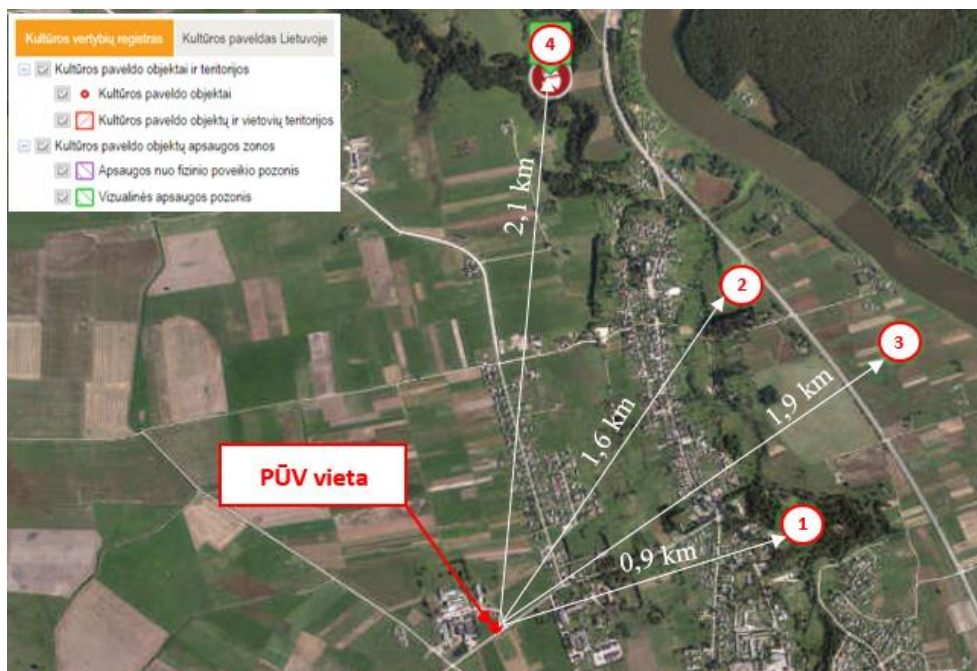 Kultūros vertybių registras
Kultūros paveldas Lietuvoje
Kultūros paveldo objektai ir teritorijos
Kultūros paveldo objektai
Kultūros paveldo objektų ir vietovių teritorijos
Kultūros paveldo objektų apsaugos zonos
Apsaugos nuo fizinio poveikio pozonis
Vizualinės apsaugos pozonis
4
2,1 km
2
3
1,6 km
1,9 km
PŪV vieta
1
0,9 km